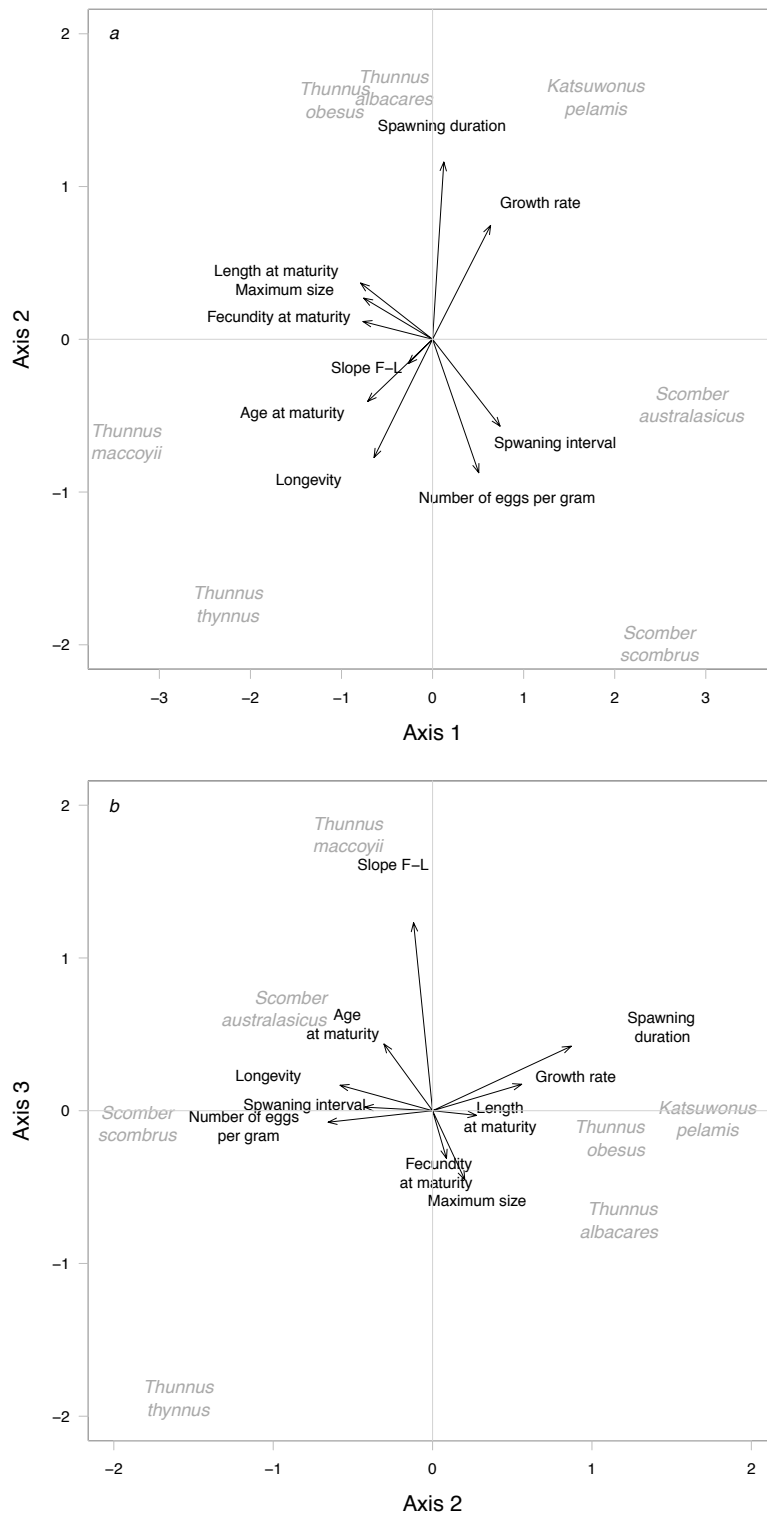 a
2
Thunnus
albacares
Thunnus
obesus
Katsuwonus
pelamis
Spawning duration
1
Growth rate
Length at maturity
Maximum size
Fecundity at maturity
Axis 2
0
Slope F−L
Age at maturity
Scomber
australasicus
Thunnus
maccoyii
Spwaning interval
Longevity
−1
Number of eggs per gram
Thunnus
thynnus
−2
Scomber
scombrus
−3
−2
−1
0
1
2
3
Axis 1
b
2
Thunnus
maccoyii
Slope F−L
1
Scomber
australasicus
Age
at maturity
Spawning
duration
Longevity
Growth rate
Axis 3
0
Spwaning interval
Scomber
scombrus
Number of eggs
per gram
Length
at maturity
Katsuwonus
pelamis
Thunnus
obesus
Fecundity
at maturity
Maximum size
Thunnus
albacares
−1
Thunnus
thynnus
−2
−2
−1
0
1
2
Axis 2